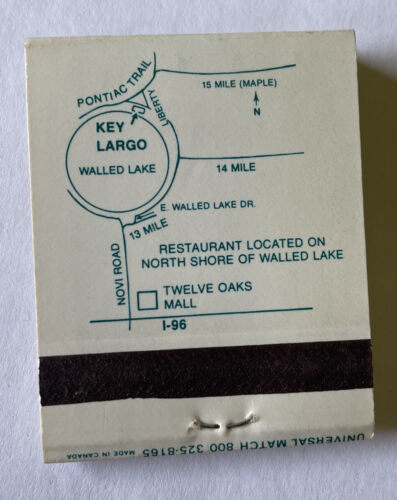 PONTIAC TRAIL
15 MILE (MAPLE)
LIBERTY
N
KEY
LARGO
WALLED LAKE
14 MILE
E. WALLED LAKE DR.
13 MILE
NOVI ROAD
RESTAURANT LOCATED ON
NORTH SHORE OF WALLED LAKE
TWELVE OAKS
MALL
I-96
UNIVERSAL MATCH 800 325-8165 MADE IN CANADA